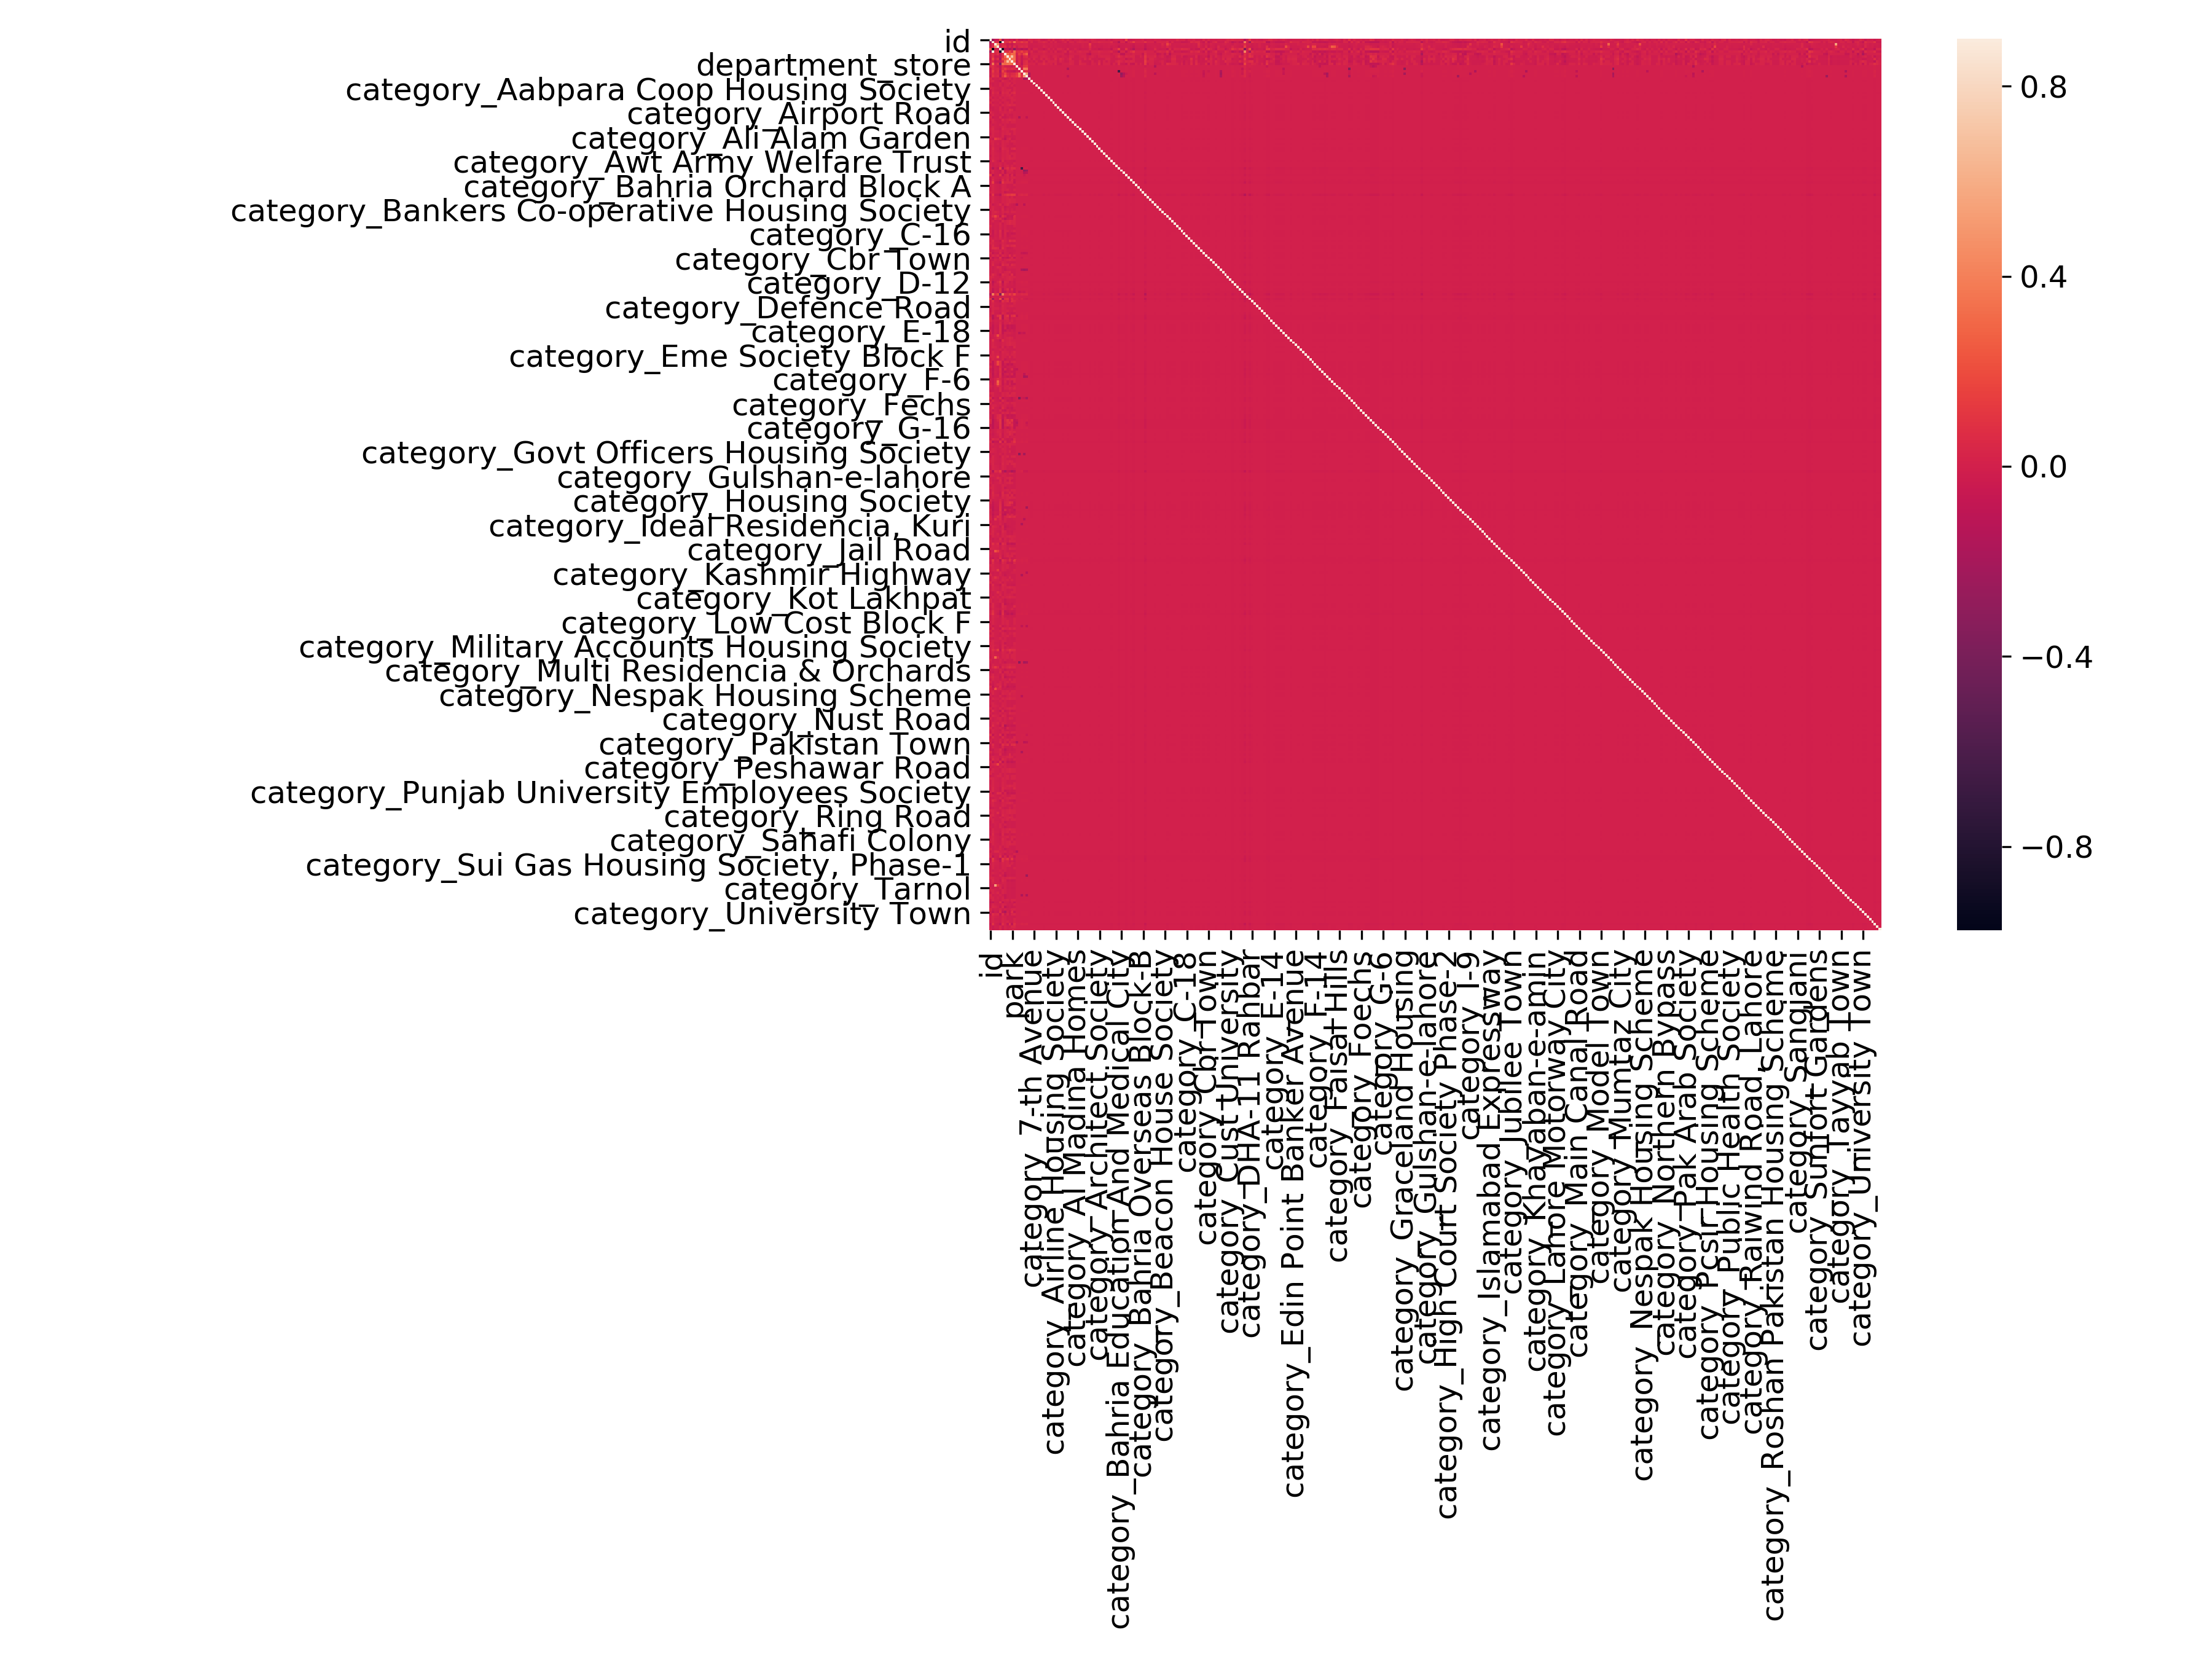 id
department_store
category_Aabpara Coop Housing Society
category_Airport Road
category_Ali Alam Garden
category_Awt Army Welfare Trust
category_Bahria Orchard Block A
category_Bankers Co-operative Housing Society
category_C-16
category_Cbr Town
category_D-12
category_Defence Road
category_E-18
category_Eme Society Block F
category_F-6
category_Fechs
category_G-16
category_Govt Officers Housing Society
category_Gulshan-e-lahore
category_Housing Society
category_Ideal Residencia, Kuri
category_Jail Road
category_Kashmir Highway
category_Kot Lakhpat
category_Low Cost Block F
category_Military Accounts Housing Society
category_Multi Residencia & Orchards
category_Nespak Housing Scheme
category_Nust Road
category_Pakistan Town
category_Peshawar Road
category_Punjab University Employees Society
category_Ring Road
category_Sahafi Colony
category_Sui Gas Housing Society, Phase-1
category_Tarnol
category_University Town
id
park
category_7-th Avenue
category_Airline Housing Society
category_Al Madina Homes
category_Architect Society
category_Bahria Education And Medical City
category_Bahria Overseas Block-B
category_Beacon House Society
category_C-18
category_Cbr Town
category_Cust University
category_DHA-11 Rahbar
category_E-14
category_Edin Point Banker Avenue
category_F-14
category_Faisal Hills
category_Foechs
category_G-6
category_Graceland Housing
category_Gulshan-e-lahore
category_High Court Society Phase-2
category_I-9
category_Islamabad Expressway
category_Jubilee Town
category_Khayaban-e-amin
category_Lahore Motorway City
category_Main Canal Road
category_Model Town
category_Mumtaz City
category_Nespak Housing Scheme
category_Northern Bypass
category_Pak Arab Society
category_Pcsir Housing Scheme
category_Public Health Society
category_Raiwind Road, Lahore
category_Roshan Pakistan Housing Scheme
category_Sangjani
category_Sunfort Gardens
category_Tayyab Town
category_University Town
0.8
0.4
0.0
−0.4
−0.8